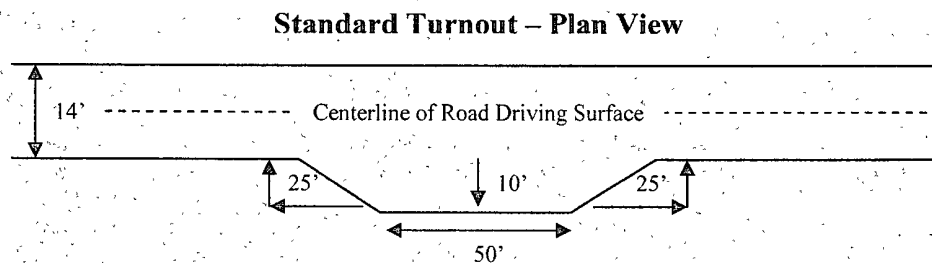 Standard Turnout – Plan View
14'
Centerline of Road Driving Surface
25'
10'
25'
50'